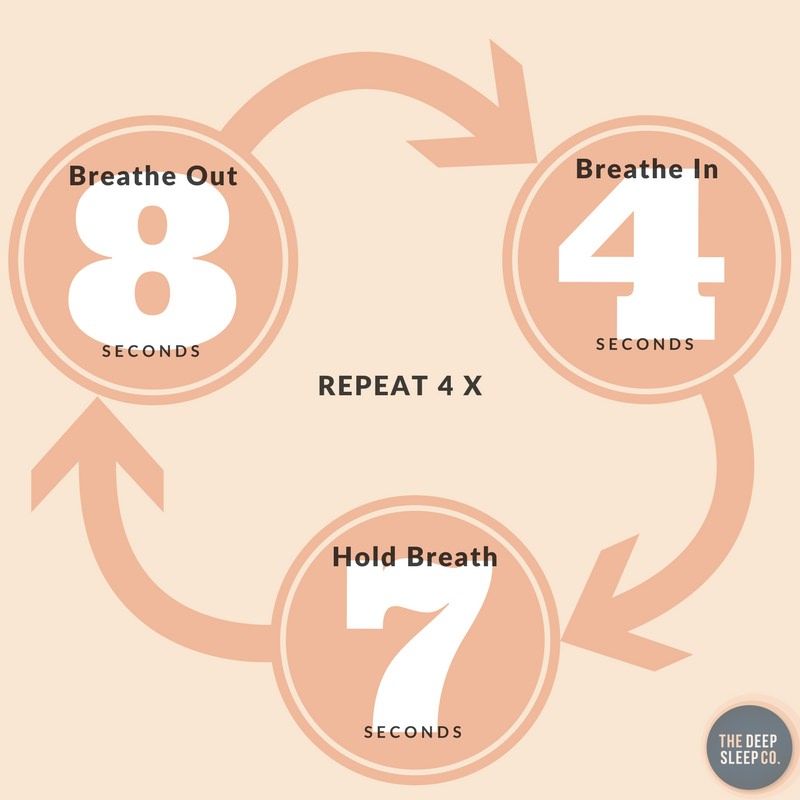 Breathe Out
8
SECONDS
Breathe In
4
SECONDS
REPEAT 4 X
Hold Breath
7
SECONDS
THE DEEP
SLEEP CO.